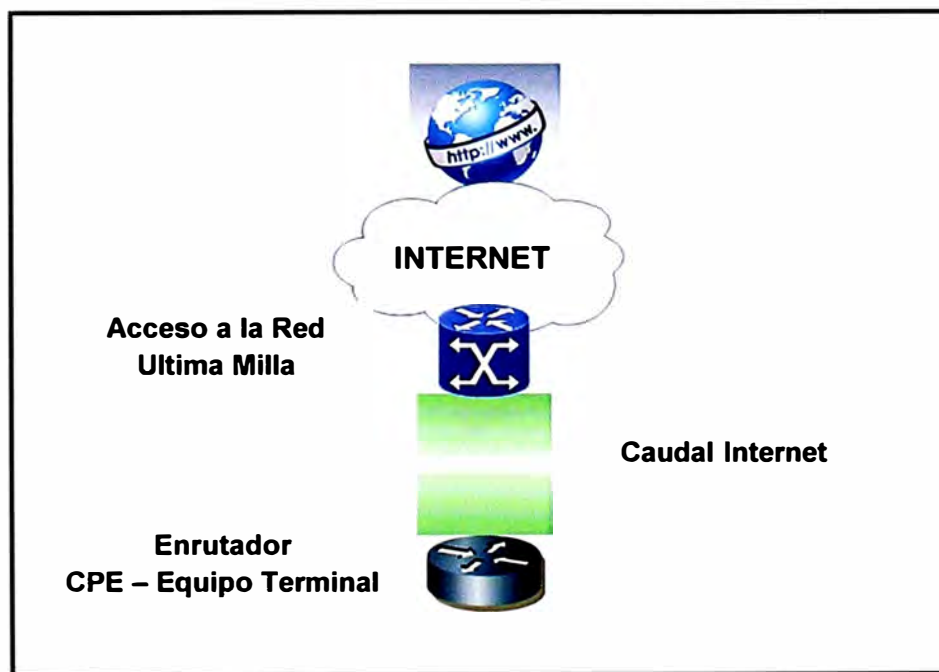 http://www.
INTERNET
Acceso a la Red
Ultima Milla
Caudal Internet
Enrutador
CPE – Equipo Terminal